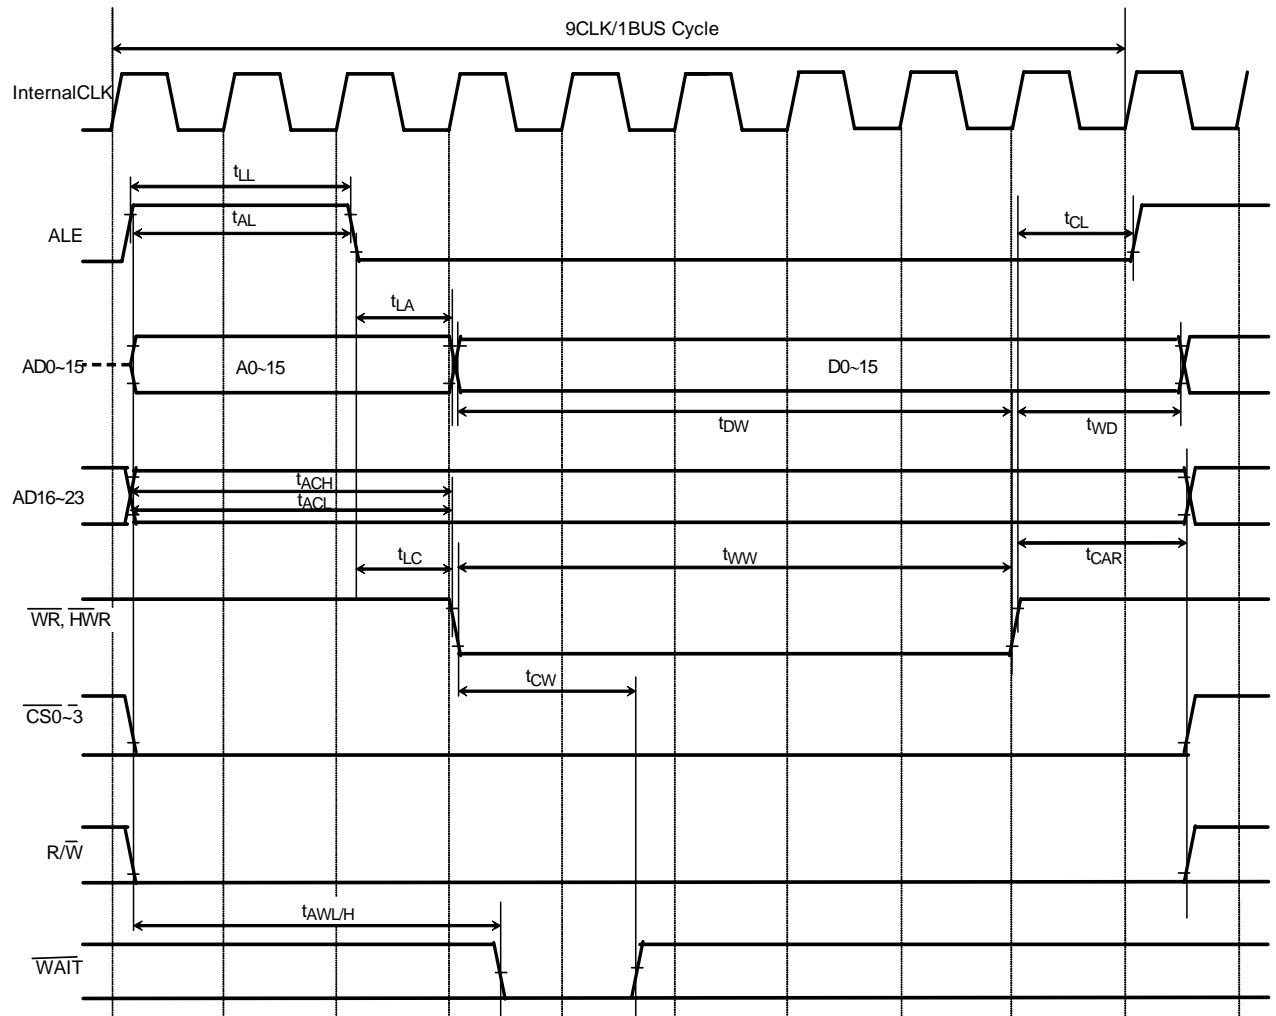 9CLK/1BUS Cycle
InternalCLK
tLL
ALE
tAL
tCL
tLA
AD0~15
A0~15
D0~15
tDW
tWD
AD16~23
tACH
tACL
tLC
tWW
tCAR
WR, HWR
tCW
CS0~3
R/W
tAWL/H
WAIT